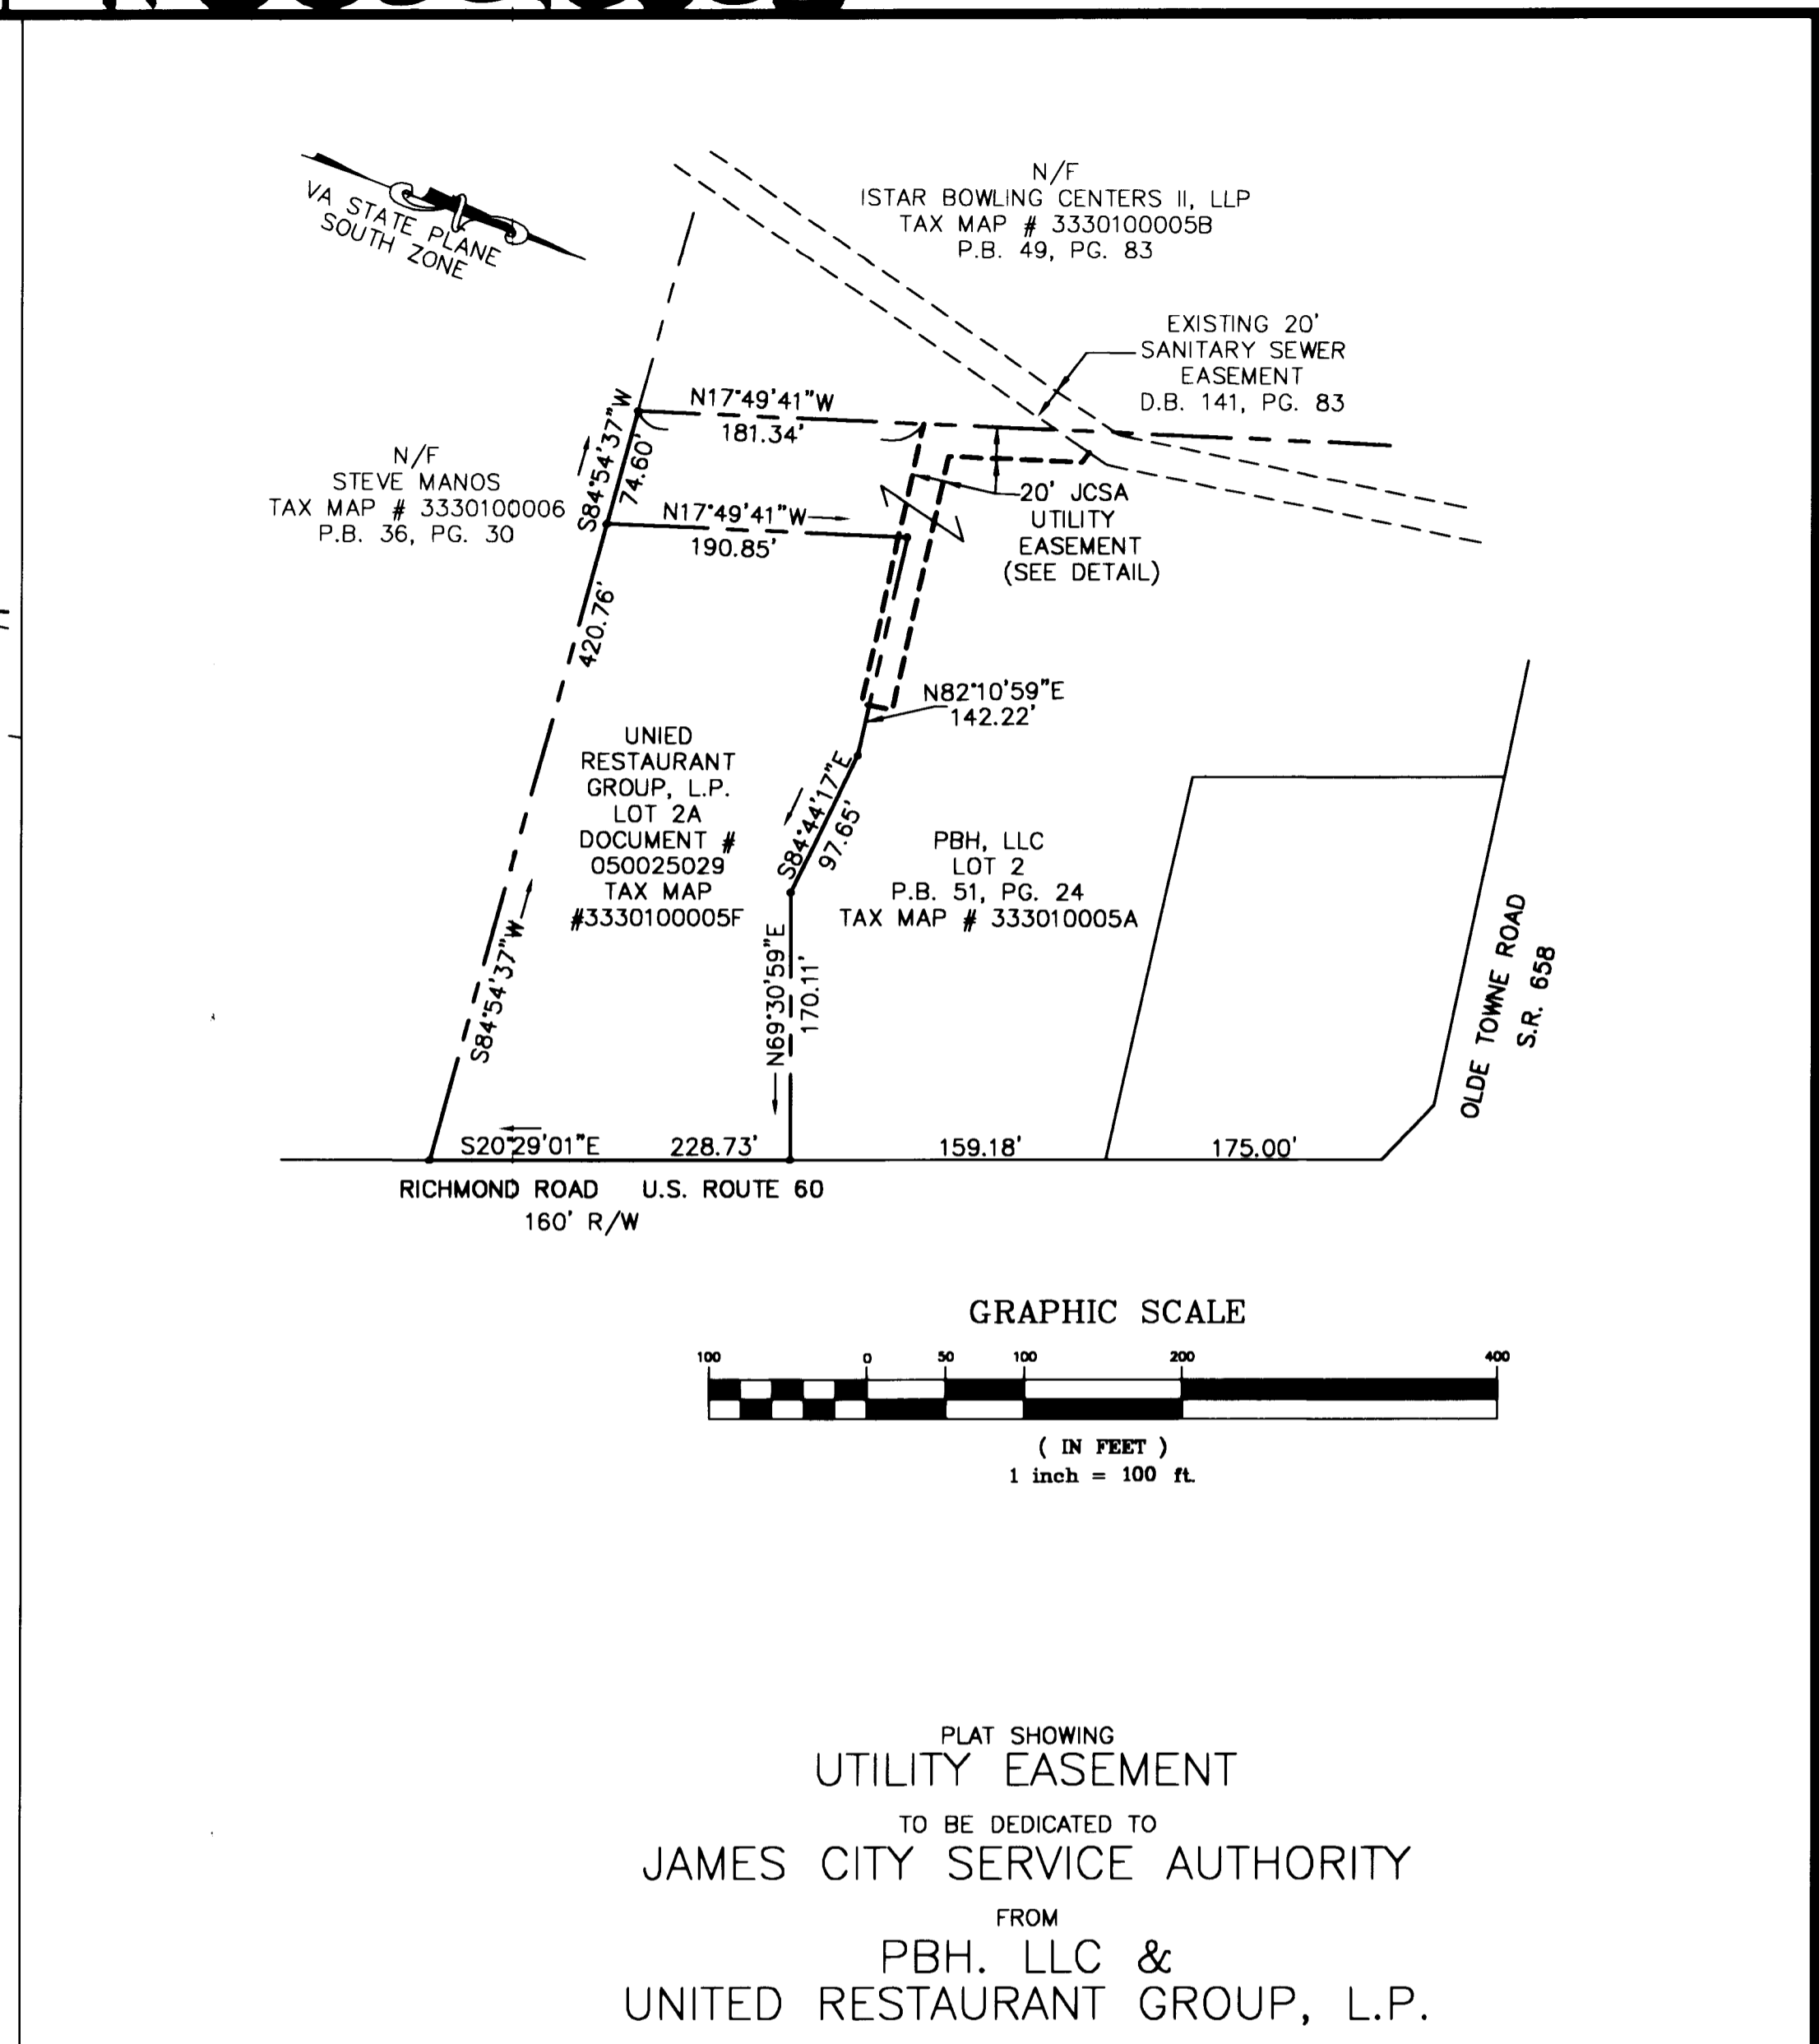 VA STATE PLANE
SOUTH ZONE
N/F
ISTAR BOWLING CENTERS II, LLP
TAX MAP # 3330100005B
P.B. 49, PG. 83
EXISTING 20'
SANITARY SEWER
EASEMENT
D.B. 141, PG. 83
N/F
STEVE MANOS
TAX MAP # 3330100006
P.B. 36, PG. 30
S84°54'37"W
74.60'
N17°49'41"W
181.34'
N17°49'41"W
190.85'
20' JCSA
UTILITY
EASEMENT
(SEE DETAIL)
420.76'
N82°10'59"E
142.22'
UNIED
RESTAURANT
GROUP, L.P.
LOT 2A
DOCUMENT #
050025029
TAX MAP
#3330100005F
S84°44'17"E
97.65'
PBH, LLC
LOT 2
P.B. 51, PG. 24
TAX MAP # 333010005A
S84°54'37"W
N69°30'59"E
170.11'
OLDE TOWNE ROAD
S.R. 658
S20°29'01"E
228.73'
159.18'
175.00'
RICHMOND ROAD U.S. ROUTE 60
160' R/W
GRAPHIC SCALE
100 0 50 100 200 400
( IN FEET )
1 inch = 100 ft.
PLAT SHOWING
UTILITY EASEMENT
TO BE DEDICATED TO
JAMES CITY SERVICE AUTHORITY
FROM
PBH. LLC &
UNITED RESTAURANT GROUP, L.P.